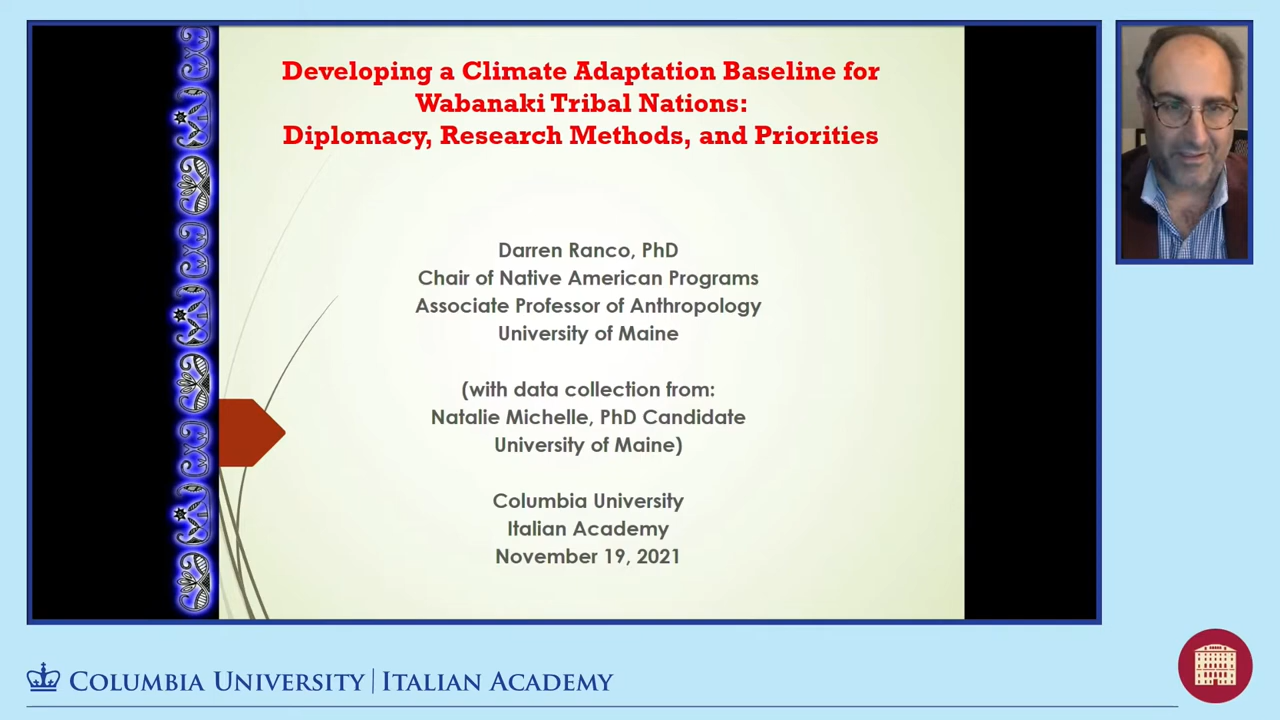 Developing a Climate Adaptation Baseline for
Wabanaki Tribal Nations:
Diplomacy, Research Methods, and Priorities
Darren Ranco, PhD
Chair of Native American Programs
Associate Professor of Anthropology
University of Maine
(with data collection from:
Natalie Michelle, PhD Candidate
University of Maine)
Columbia University
Italian Academy
November 19, 2021
COLUMBIA UNIVERSITY | ITALIAN ACADEMY